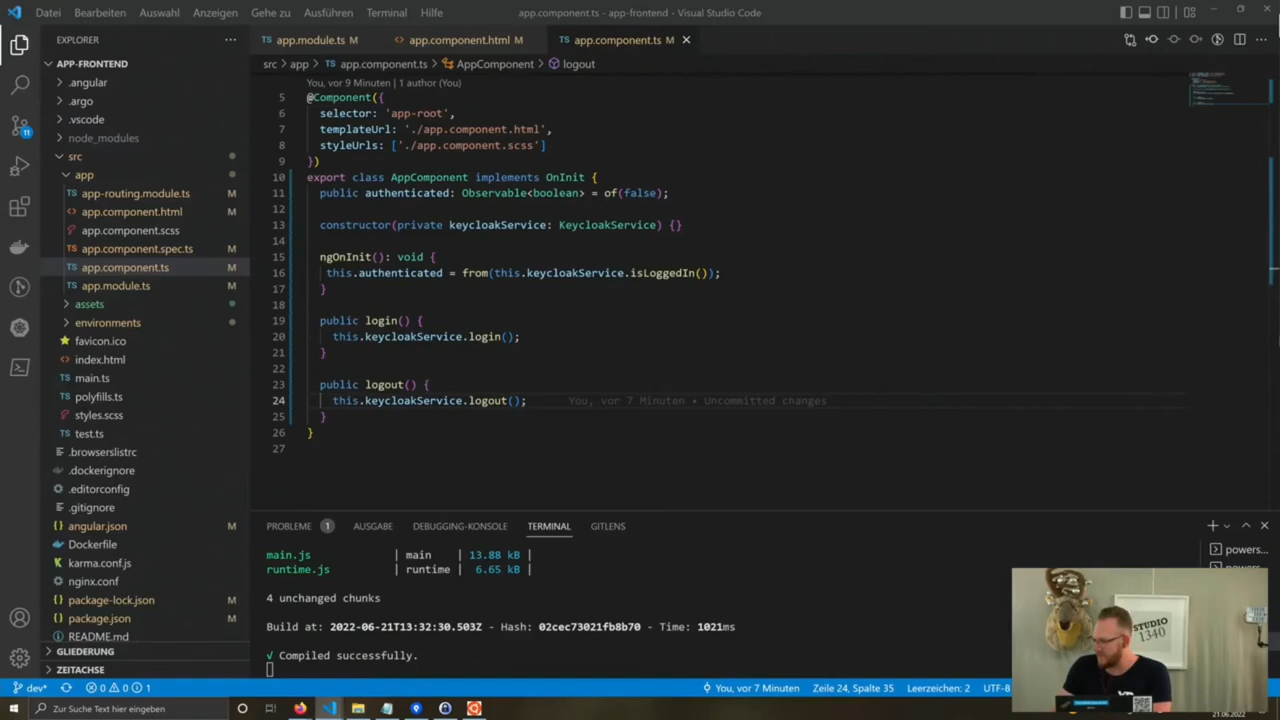 Datei Bearbeiten Auswahl Anzeigen Gehe zu Ausführen Terminal Hilfe app.component.ts - app-frontend - Visual Studio Code
EXPLORER
APP-FRONTEND
.angular
.argo
.vscode
node_modules
src
app
app-routing.module.ts M
app.component.html M
app.component.scss
app.component.spec.ts M
app.component.ts M
app.module.ts M
assets
environments
favicon.ico
index.html
main.ts
polyfills.ts
styles.scss
test.ts
.browserslistrc
.dockerignore
.editorconfig
.gitignore
angular.json M
Dockerfile
karma.conf.js
nginx.conf
package-lock.json M
package.json M
README.md
GLIEDERUNG
ZEITACHSE
11
app.module.ts M app.component.html M app.component.ts M
src > app > app.component.ts > AppComponent > logout
You, vor 9 Minuten | 1 author (You)
5 @Component({
6 selector: 'app-root',
7 templateUrl: './app.component.html',
8 styleUrls: ['./app.component.scss']
9 })
10 export class AppComponent implements OnInit {
11 public authenticated: Observable<boolean> = of(false);
12
13 constructor(private keycloakService: KeycloakService) {}
14
15 ngOnInit(): void {
16 this.authenticated = from(this.keycloakService.isLoggedIn());
17 }
18
19 public login() {
20 this.keycloakService.login();
21 }
22
23 public logout() {
24 this.keycloakService.logout(); You, vor 7 Minuten • Uncommitted changes
25 }
26 }
27
PROBLEME 1 AUSGABE DEBUGGING-KONSOLE TERMINAL GITLENS
main.js | main | 13.88 kB |
runtime.js | runtime | 6.65 kB |
4 unchanged chunks
Build at: 2022-06-21T13:32:30.503Z - Hash: 02cec73021fb8b70 - Time: 1021ms
√ Compiled successfully.
powers...
STUDIO
1340
dev* 0 0 1 You, vor 7 Minuten Zeile 24, Spalte 35 Leerzeichen: 2 UTF-8
Zur Suche Text hier eingeben
21.06.2022